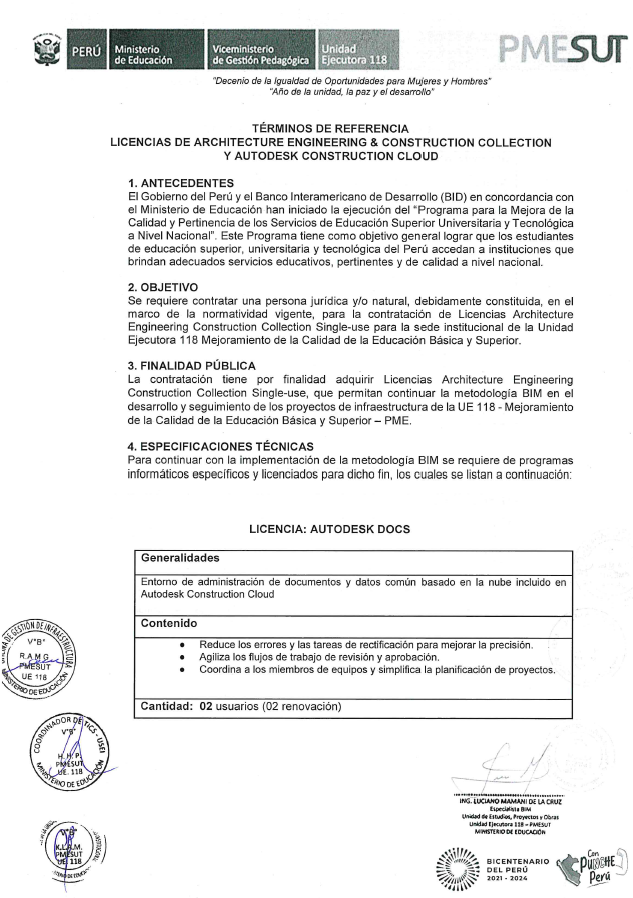 PERÚ
Ministerio
de Educación
Viceministerio
de Gestión Pedagógica
Unidad
Ejecutora 118
PMESUT
"Decenio de la Igualdad de Oportunidades para Mujeres y Hombres"
"Año de la unidad, la paz y el desarrollo"
TÉRMINOS DE REFERENCIA
LICENCIAS DE ARCHITECTURE ENGINEERING & CONSTRUCTION COLLECTION
Y AUTODESK CONSTRUCTION CLOUD
1. ANTECEDENTES
El Gobierno del Perú y el Banco Interamericano de Desarrollo (BID) en concordancia con
el Ministerio de Educación han iniciado la ejecución del "Programa para la Mejora de la
Calidad y Pertinencia de los Servicios de Educación Superior Universitaria y Tecnológica
a Nivel Nacional". Este Programa tiene como objetivo general lograr que los estudiantes
de educación superior, universitaria y tecnológica del Perú accedan a instituciones que
brindan adecuados servicios educativos, pertinentes y de calidad a nivel nacional.
2. OBJETIVO
Se requiere contratar una persona jurídica y/o natural, debidamente constituida, en el
marco de la normatividad vigente, para la contratación de Licencias Architecture
Engineering Construction Collection Single-use para la sede institucional de la Unidad
Ejecutora 118 Mejoramiento de la Calidad de la Educación Básica y Superior.
3. FINALIDAD PÚBLICA
La contratación tiene por finalidad adquirir Licencias Architecture Engineering
Construction Collection Single-use, que permitan continuar la metodología BIM en el
desarrollo y seguimiento de los proyectos de infraestructura de la UE 118 - Mejoramiento
de la Calidad de la Educación Básica y Superior – PME.
4. ESPECIFICACIONES TÉCNICAS
Para continuar con la implementación de la metodología BIM se requiere de programas
informáticos específicos y licenciados para dicho fin, los cuales se listan a continuación:
LICENCIA: AUTODESK DOCS
Generalidades
Entorno de administración de documentos y datos común basado en la nube incluido en
Autodesk Construction Cloud
Contenido
• Reduce los errores y las tareas de rectificación para mejorar la precisión.
• Agiliza los flujos de trabajo de revisión y aprobación.
• Coordina a los miembros de equipos y simplifica la planificación de proyectos.
Cantidad: 02 usuarios (02 renovación)
DE GESTIÓN DE INFRAESTRUCTURA
V°B°
R.A.M.G.
PMESUT
UE 118
MINISTERIO DE EDUCACIÓN
COORDINADOR DE TICS - USEI
V°B°
H.H.P.
PMESUT
UE. 118
MINISTERIO DE EDUCACIÓN
V°B°
K.L.A.M.
PMESUT
UE 118
ING. LUCIANO MAMANI DE LA CRUZ
Especialista BIM
Unidad de Estudios, Proyectos y Obras
Unidad Ejecutora 118 – PMESUT
MINISTERIO DE EDUCACIÓN
BICENTENARIO
DEL PERÚ
2021 - 2024
Con
PUNCHE
Perú